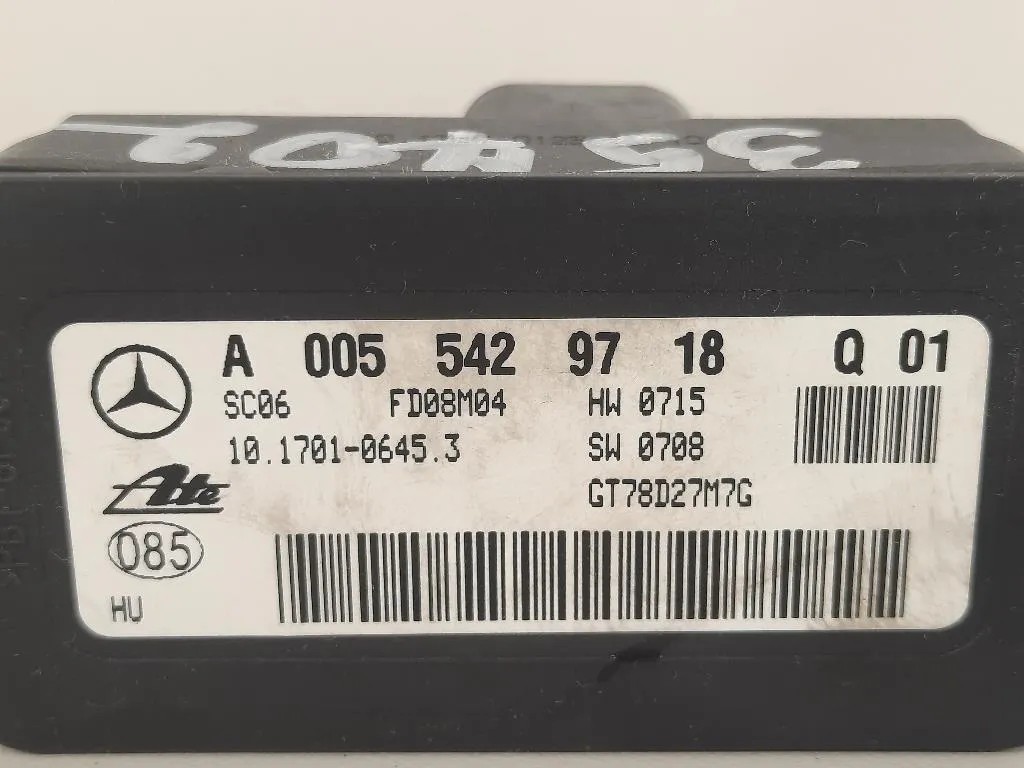 35402
A 005 542 97 18 Q 01
SC06 FD08M04 HW 0715
10.1701-0645.3 SW 0708
Ate GT78D27M7G
085
HU